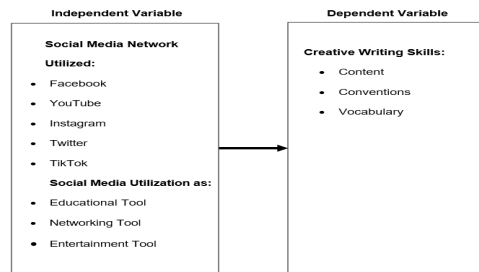 Independent Variable
Social Media Network
Utilized:
• Facebook
• YouTube
• Instagram
• Twitter
• TikTok
Social Media Utilization as:
• Educational Tool
• Networking Tool
• Entertainment Tool
Dependent Variable
Creative Writing Skills:
• Content
• Conventions
• Vocabulary